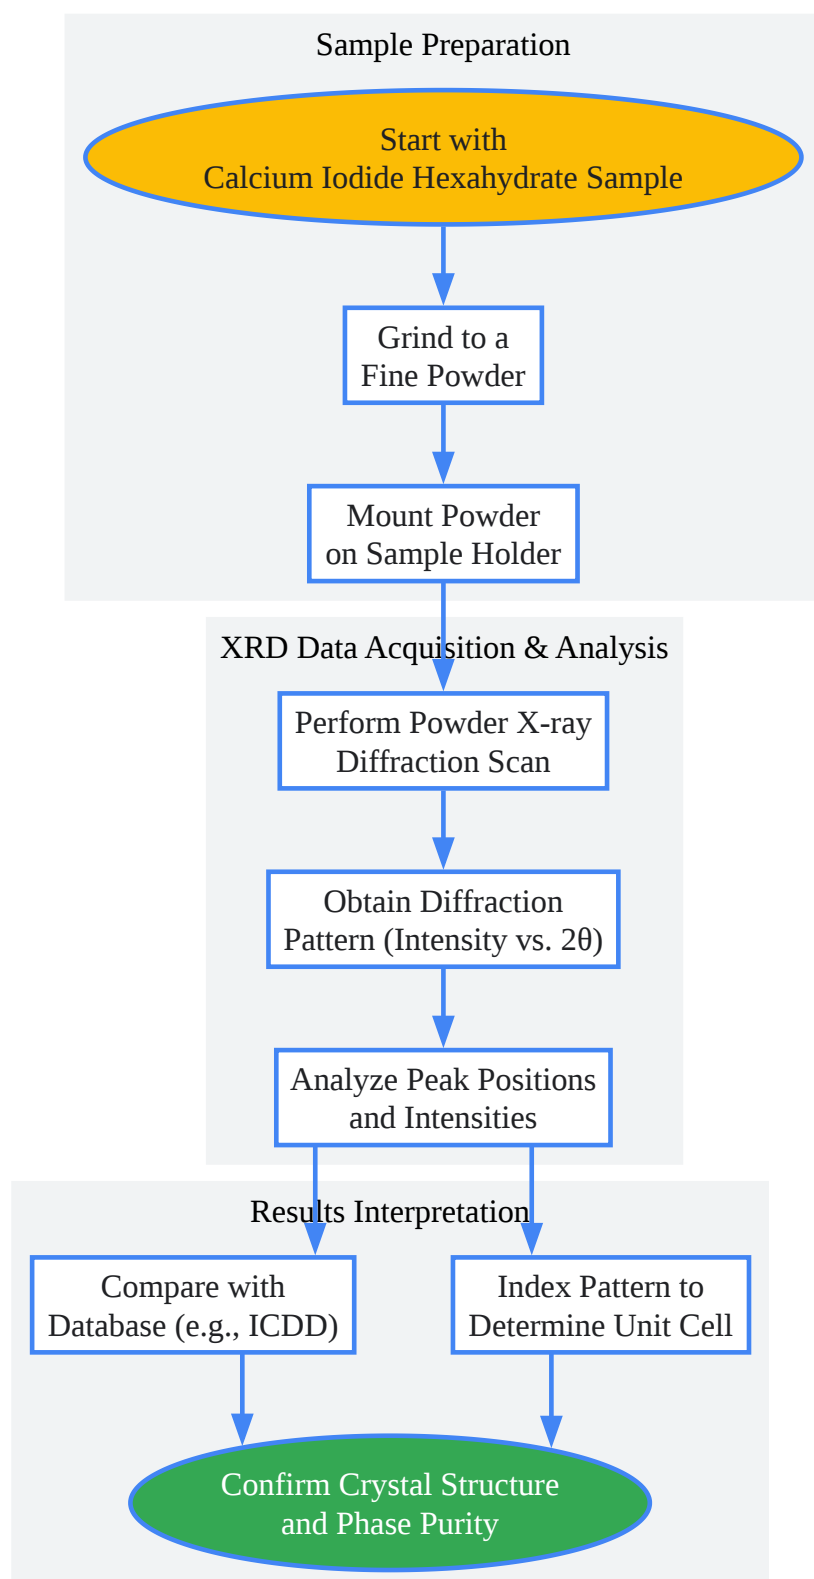 Sample Preparation
Start with
Calcium Iodide Hexahydrate Sample
Grind to a
Fine Powder
Mount Powder
on Sample Holder
XRD Data Acquisition & Analysis
Perform Powder X-ray
Diffraction Scan
Obtain Diffraction
Pattern (Intensity vs. 2θ)
Analyze Peak Positions
and Intensities
Results Interpretation
Compare with
Database (e.g., ICDD)
Index Pattern to
Determine Unit Cell
Confirm Crystal Structure
and Phase Purity